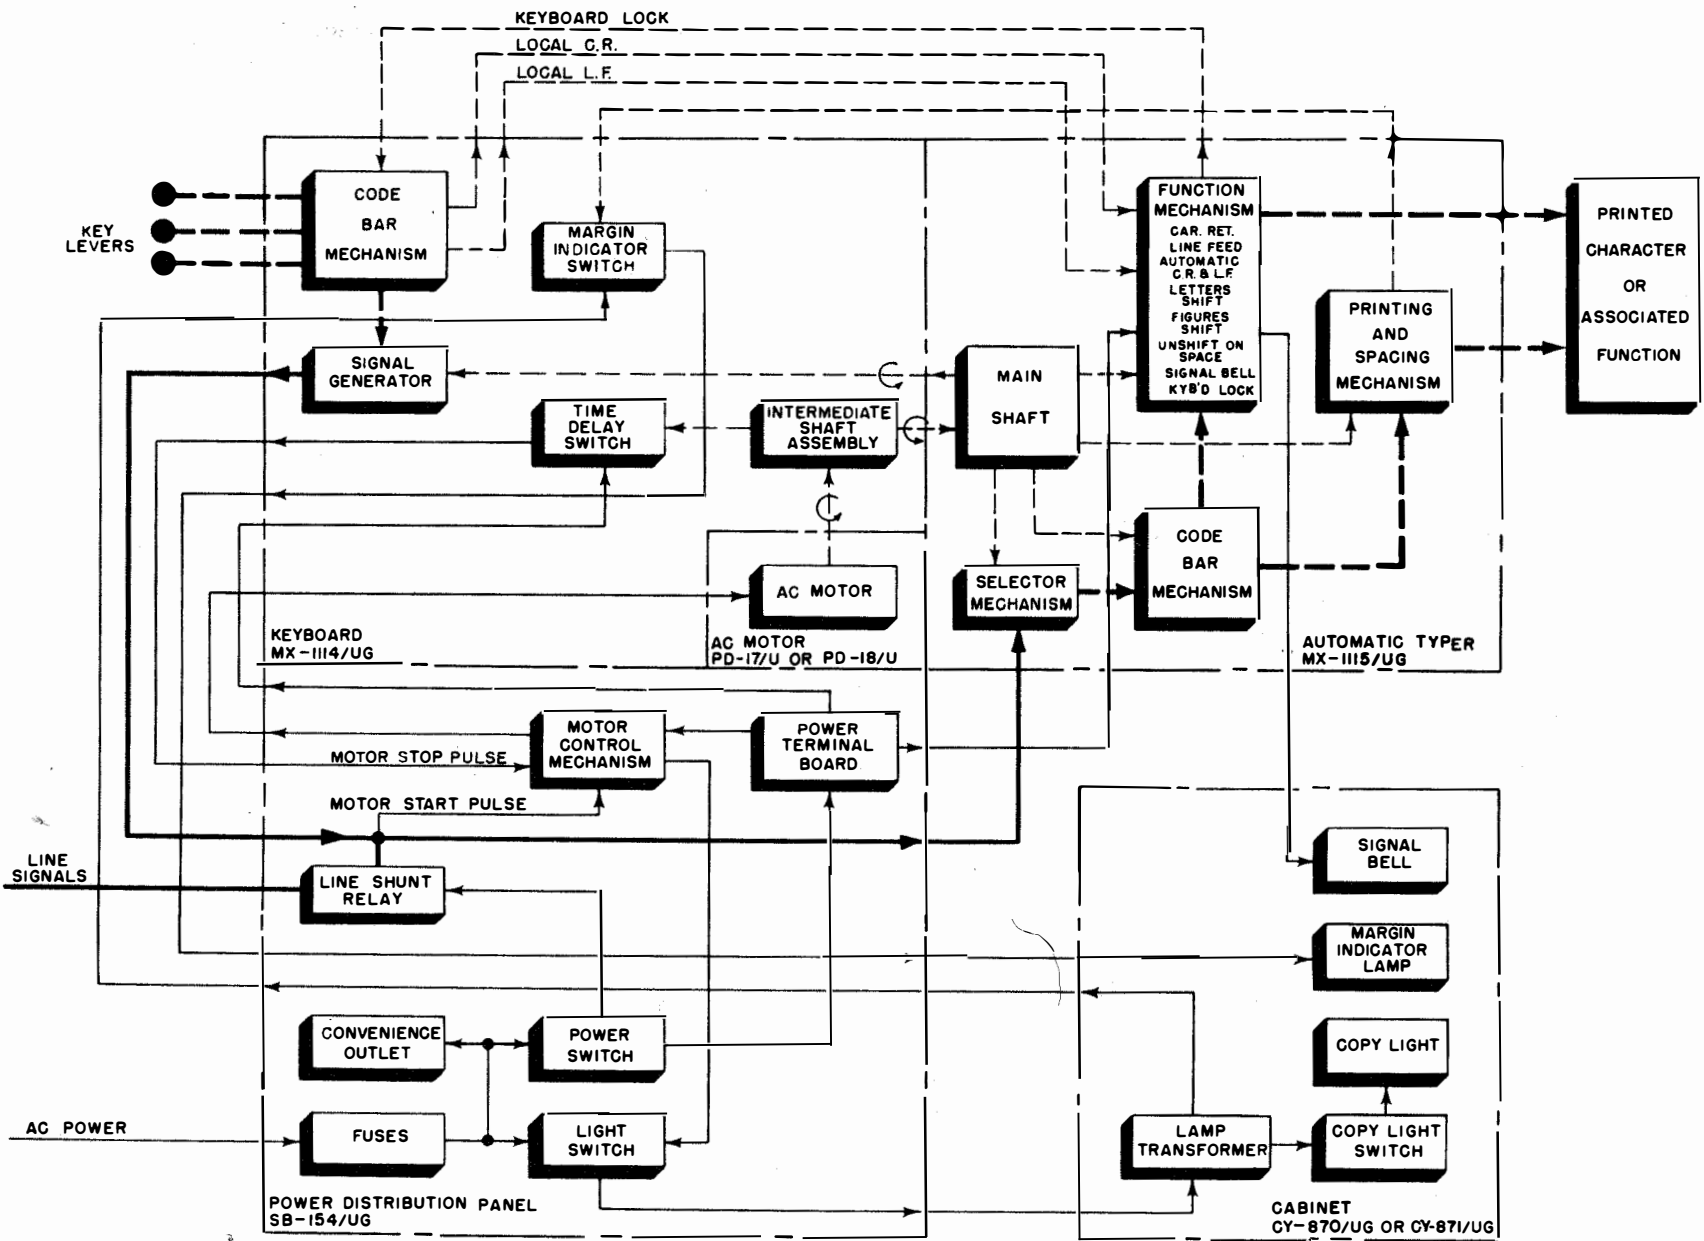 KEYBOARD LOCK
LOCAL C.R.
LOCAL L.F.
KEY
LEVERS
CODE
BAR
MECHANISM
MARGIN
INDICATOR
SWITCH
FUNCTION
MECHANISM
CAR. RET.
LINE FEED
AUTOMATIC
C.R. & L.F.
LETTERS
SHIFT
FIGURES
SHIFT
UNSHIFT ON
SPACE
SIGNAL BELL
KYB'D LOCK
PRINTED
CHARACTER
OR
ASSOCIATED
FUNCTION
PRINTING
AND
SPACING
MECHANISM
SIGNAL
GENERATOR
MAIN
SHAFT
TIME
DELAY
SWITCH
INTERMEDIATE
SHAFT
ASSEMBLY
CODE
BAR
MECHANISM
AC MOTOR
SELECTOR
MECHANISM
KEYBOARD
MX-1114/UG
AC MOTOR
PD-17/U OR PD-18/U
AUTOMATIC TYPER
MX-1115/UG
MOTOR
CONTROL
MECHANISM
POWER
TERMINAL
BOARD
MOTOR STOP PULSE
MOTOR START PULSE
LINE
SIGNALS
LINE SHUNT
RELAY
SIGNAL
BELL
MARGIN
INDICATOR
LAMP
CONVENIENCE
OUTLET
POWER
SWITCH
COPY LIGHT
AC POWER
FUSES
LIGHT
SWITCH
LAMP
TRANSFORMER
COPY LIGHT
SWITCH
POWER DISTRIBUTION PANEL
SB-154/UG
CABINET
CY-870/UG OR CY-871/UG